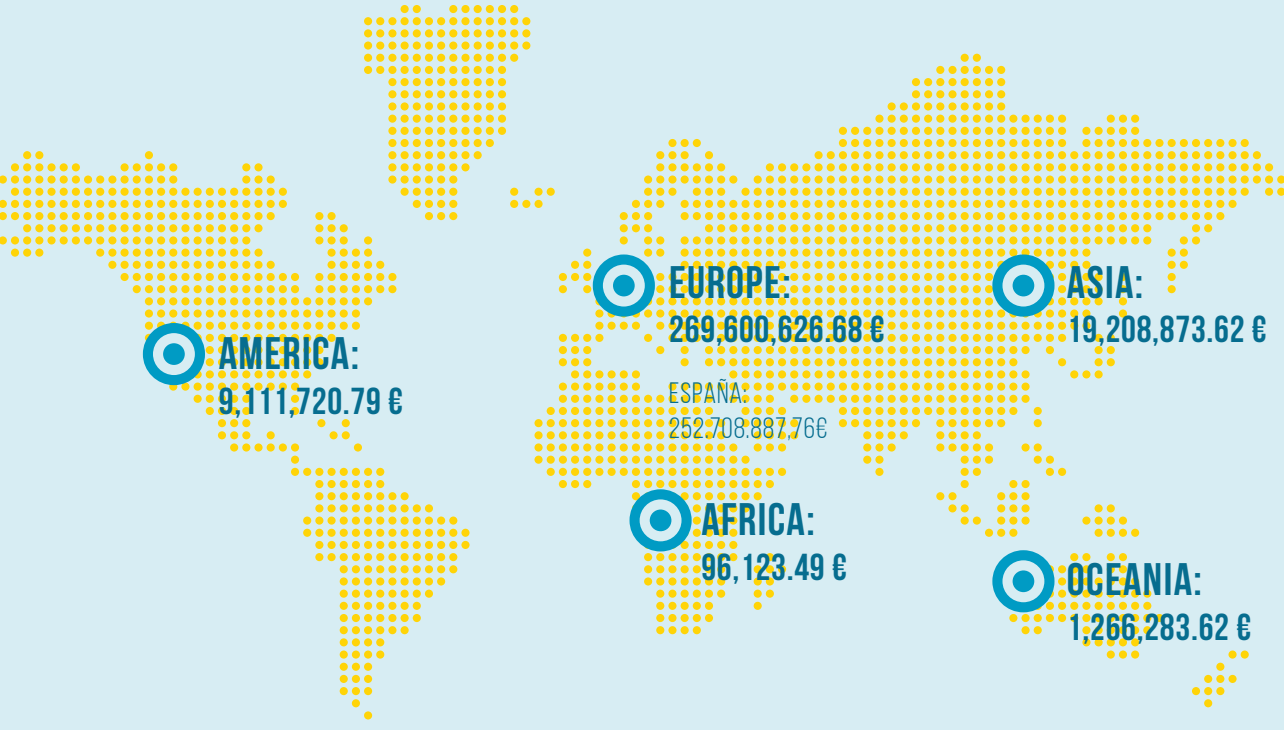 EUROPE:
269,600,626.68 €
ASIA:
19,208,873.62 €
AMERICA:
9,111,720.79 €
ESPAÑA:
252.708.887,76€
AFRICA:
96,123.49 €
OCEANIA:
1,266,283.62 €